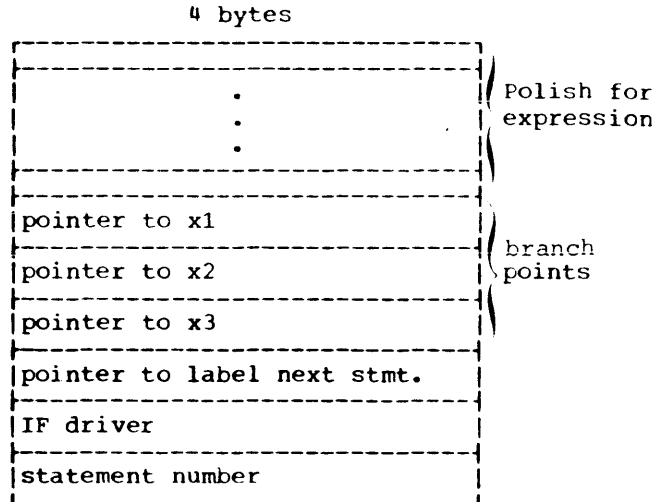 4 bytes
Polish for
expression
pointer to x1
branch
points
pointer to x2
pointer to x3
pointer to label next stmt.
IF driver
statement number